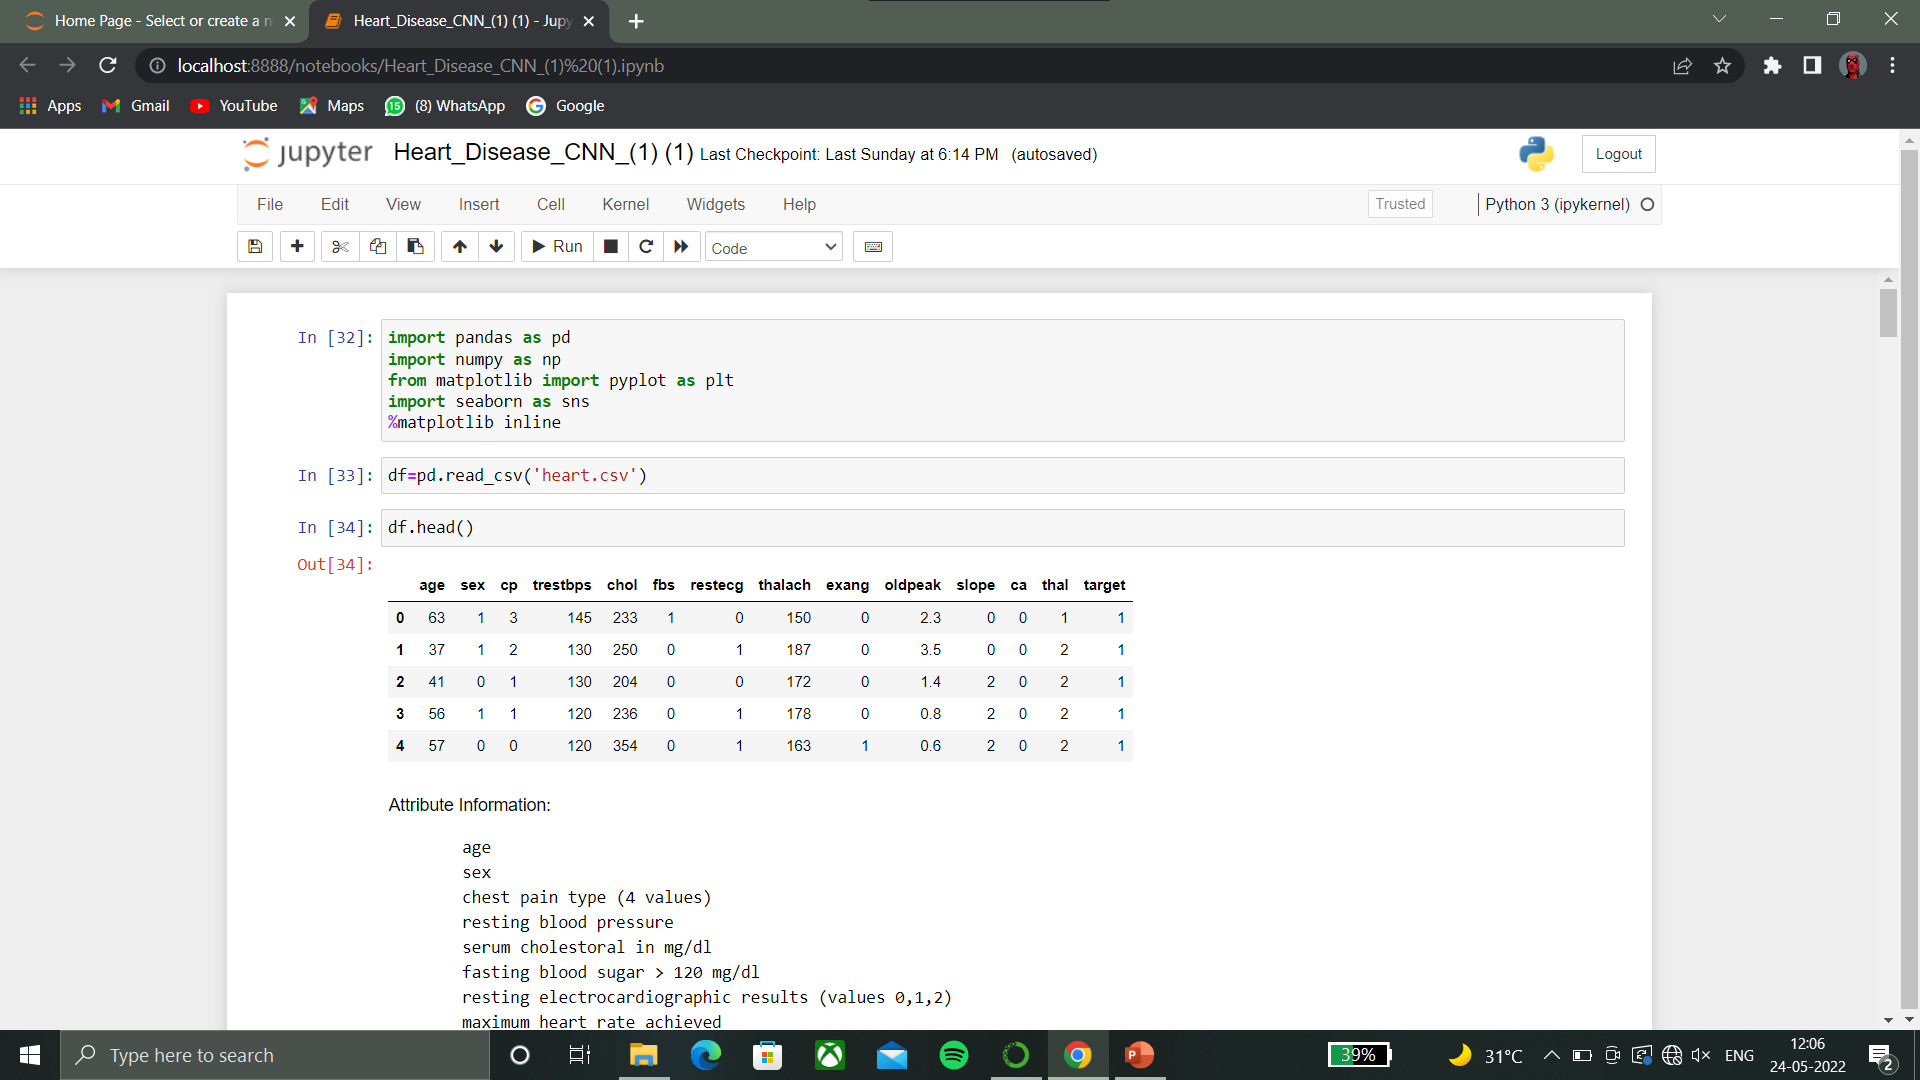 Home Page - Select or create a n
Heart_Disease_CNN_(1) (1) - Jupy
localhost:8888/notebooks/Heart_Disease_CNN_(1)%20(1).ipynb
Apps Gmail YouTube Maps 15 (8) WhatsApp Google
jupyter Heart_Disease_CNN_(1) (1) Last Checkpoint: Last Sunday at 6:14 PM (autosaved) Logout
File Edit View Insert Cell Kernel Widgets Help Trusted Python 3 (ipykernel)
Run Code
In [32]: import pandas as pd
import numpy as np
from matplotlib import pyplot as plt
import seaborn as sns
%matplotlib inline
In [33]: df=pd.read_csv('heart.csv')
In [34]: df.head()
Out[34]:
age sex cp trestbps chol fbs restecg thalach exang oldpeak slope ca thal target
0 63 1 3 145 233 1 0 150 0 2.3 0 0 1 1
1 37 1 2 130 250 0 1 187 0 3.5 0 0 2 1
2 41 0 1 130 204 0 0 172 0 1.4 2 0 2 1
3 56 1 1 120 236 0 1 178 0 0.8 2 0 2 1
4 57 0 0 120 354 0 1 163 1 0.6 2 0 2 1
Attribute Information:
age
sex
chest pain type (4 values)
resting blood pressure
serum cholestoral in mg/dl
fasting blood sugar > 120 mg/dl
resting electrocardiographic results (values 0,1,2)
maximum heart rate achieved
Type here to search
39%
31°C
ENG
12:06
24-05-2022
2